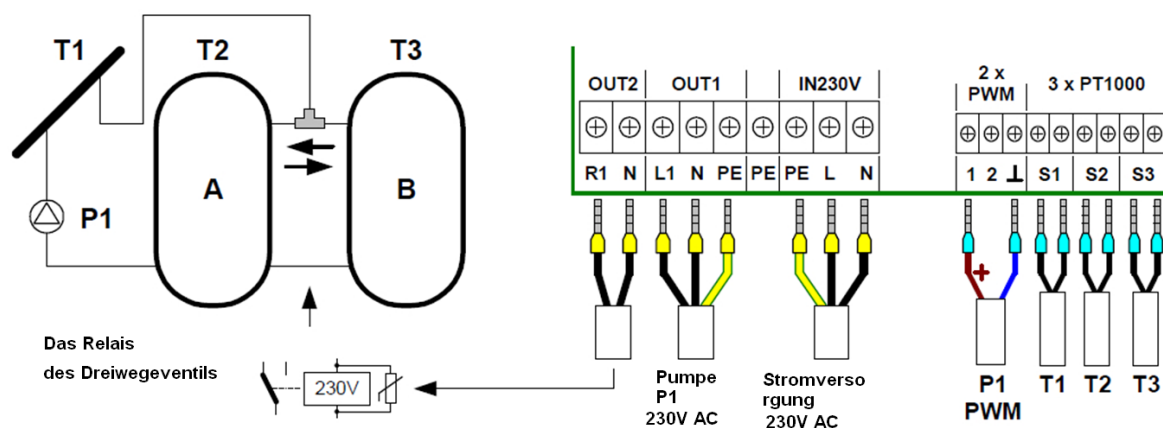 T1
T2
T3
A
B
P1
Das Relais
des Dreiwegeventils
230V
OUT2 OUT1 IN230V
R1 N L1 N PE PE PE L N
Pumpe
P1
230V AC
Stromverso
rgung
230V AC
2 x
PWM
3 x PT1000
1 2 ⊥ S1 S2 S3
+
P1
PWM
T1 T2 T3